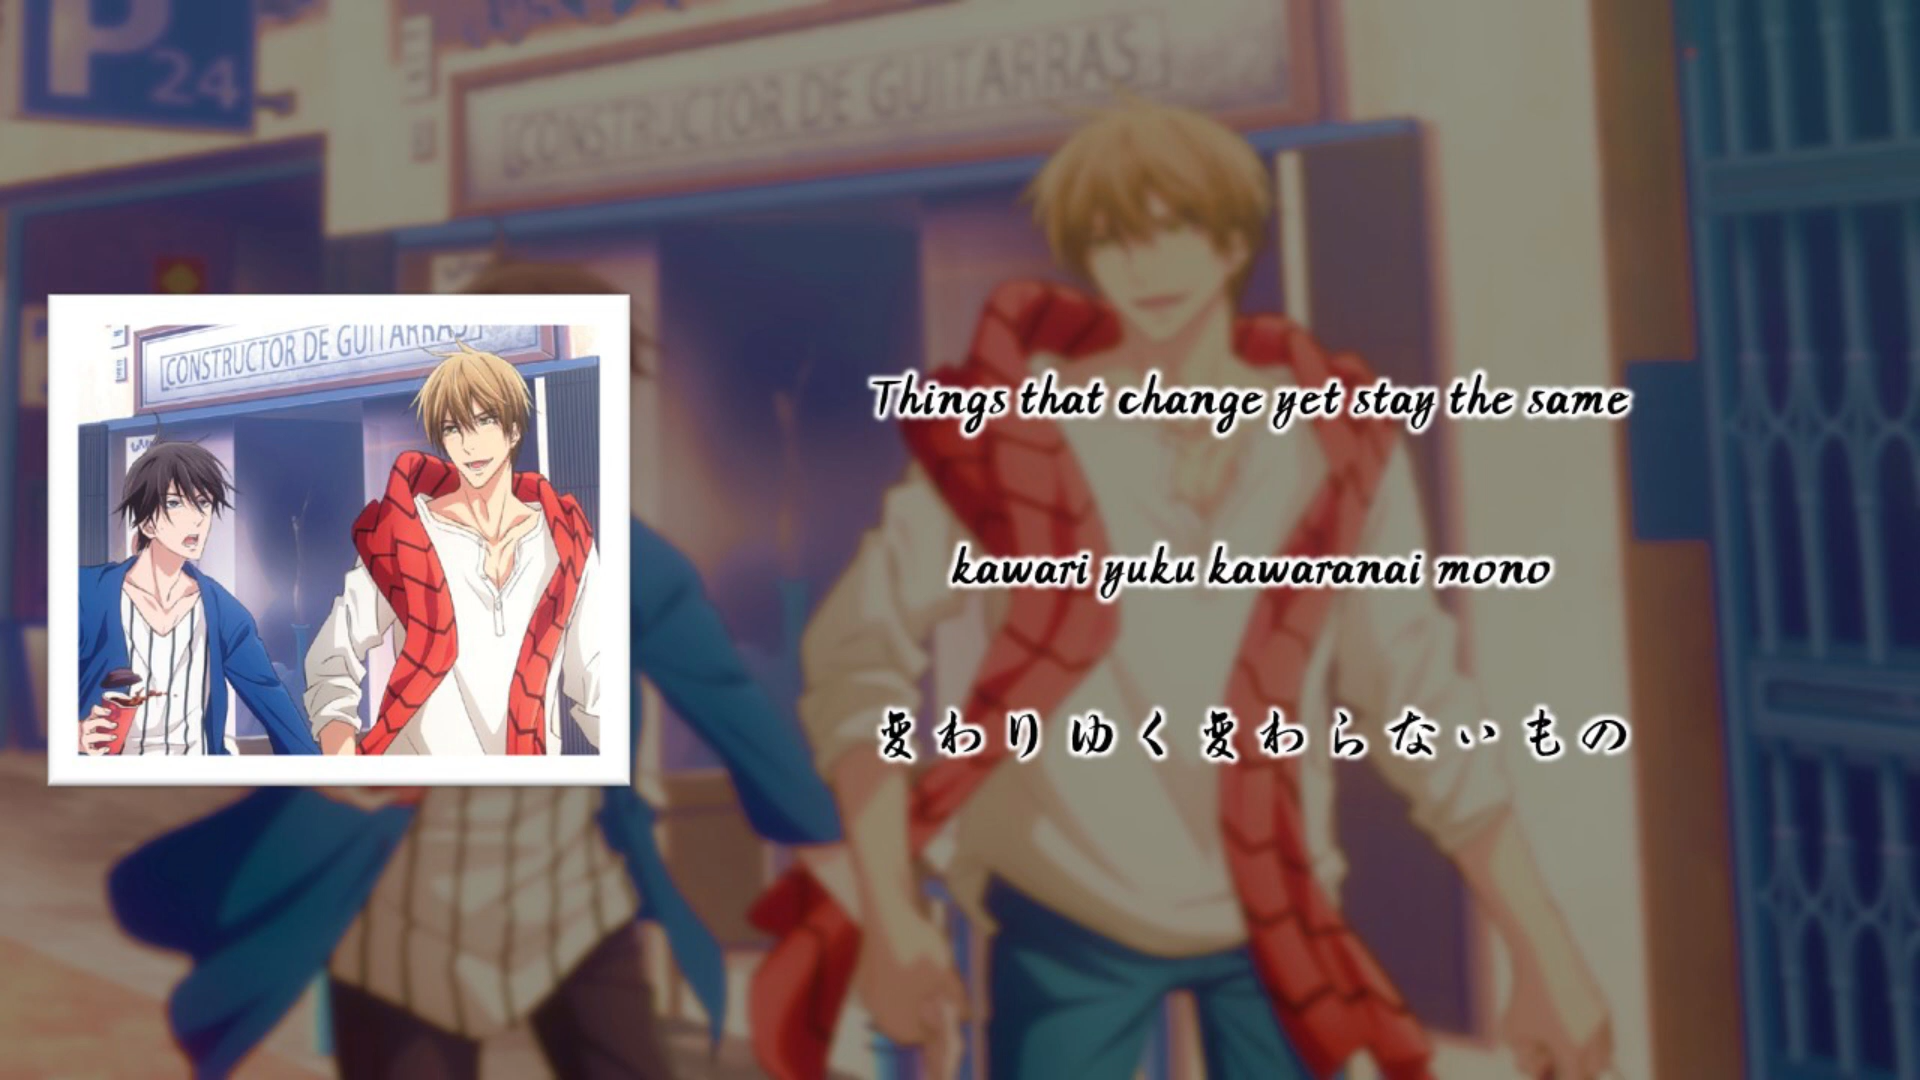 P
24
CONSTRUCTOR DE GUITARRAS
CONSTRUCTOR DE GUITARRAS
Things that change yet stay the same
kawari yuku kawaranai mono
変わりゆく変わらないもの